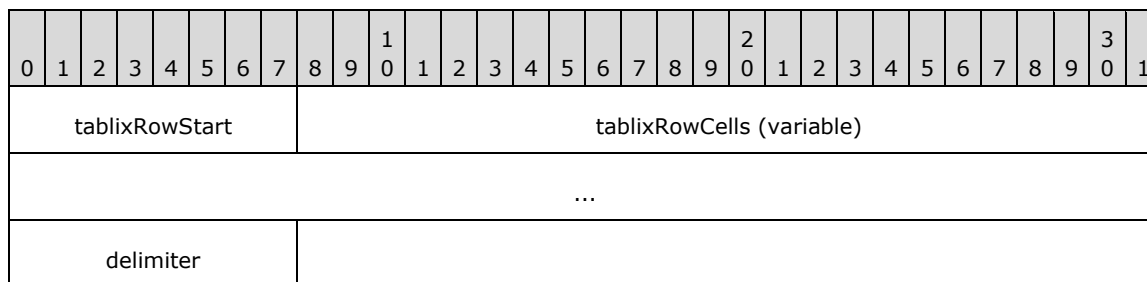 1 2 3
0 1 2 3 4 5 6 7 8 9 0 1 2 3 4 5 6 7 8 9 0 1 2 3 4 5 6 7 8 9 0 1
tablixRowStart tablixRowCells (variable)
...
delimiter